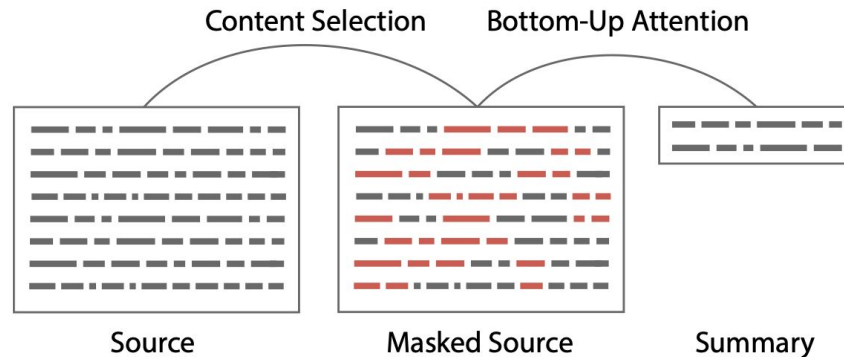 Content Selection
Bottom-Up Attention
Source
Masked Source
Summary